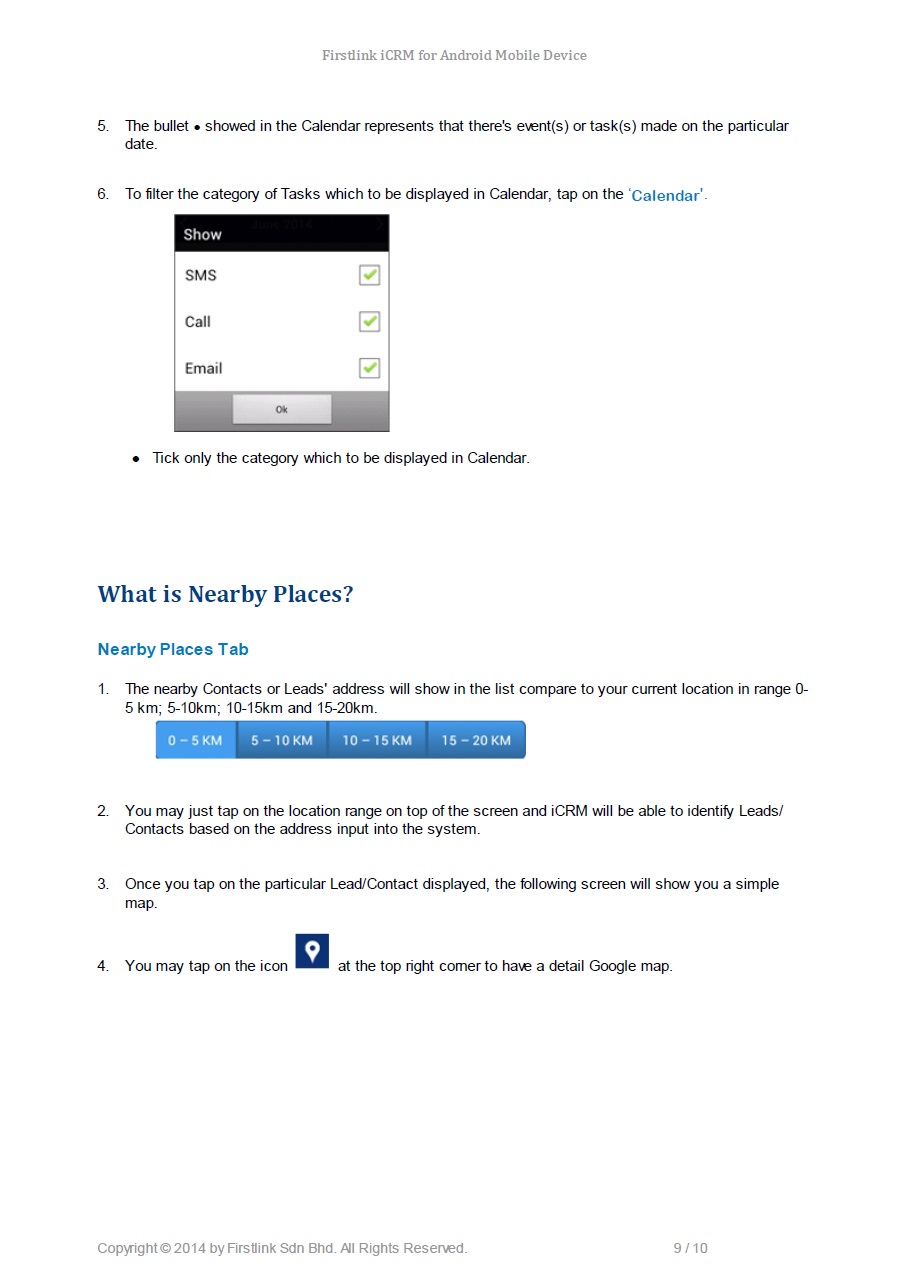 Firstlink iCRM for Android Mobile Device
5. The bullet ● showed in the Calendar represents that there's event(s) or task(s) made on the particular
date.
6. To filter the category of Tasks which to be displayed in Calendar, tap on the 'Calendar'.
June 2014
Show
SMS
Call
Email
Ok
● Tick only the category which to be displayed in Calendar.
What is Nearby Places?
Nearby Places Tab
1. The nearby Contacts or Leads' address will show in the list compare to your current location in range 0-
5 km; 5-10km; 10-15km and 15-20km.
0 – 5 KM 5 – 10 KM 10 – 15 KM 15 – 20 KM
2. You may just tap on the location range on top of the screen and iCRM will be able to identify Leads/
Contacts based on the address input into the system.
3. Once you tap on the particular Lead/Contact displayed, the following screen will show you a simple
map.
4. You may tap on the icon at the top right corner to have a detail Google map.
Copyright © 2014 by Firstlink Sdn Bhd. All Rights Reserved. 9 / 10